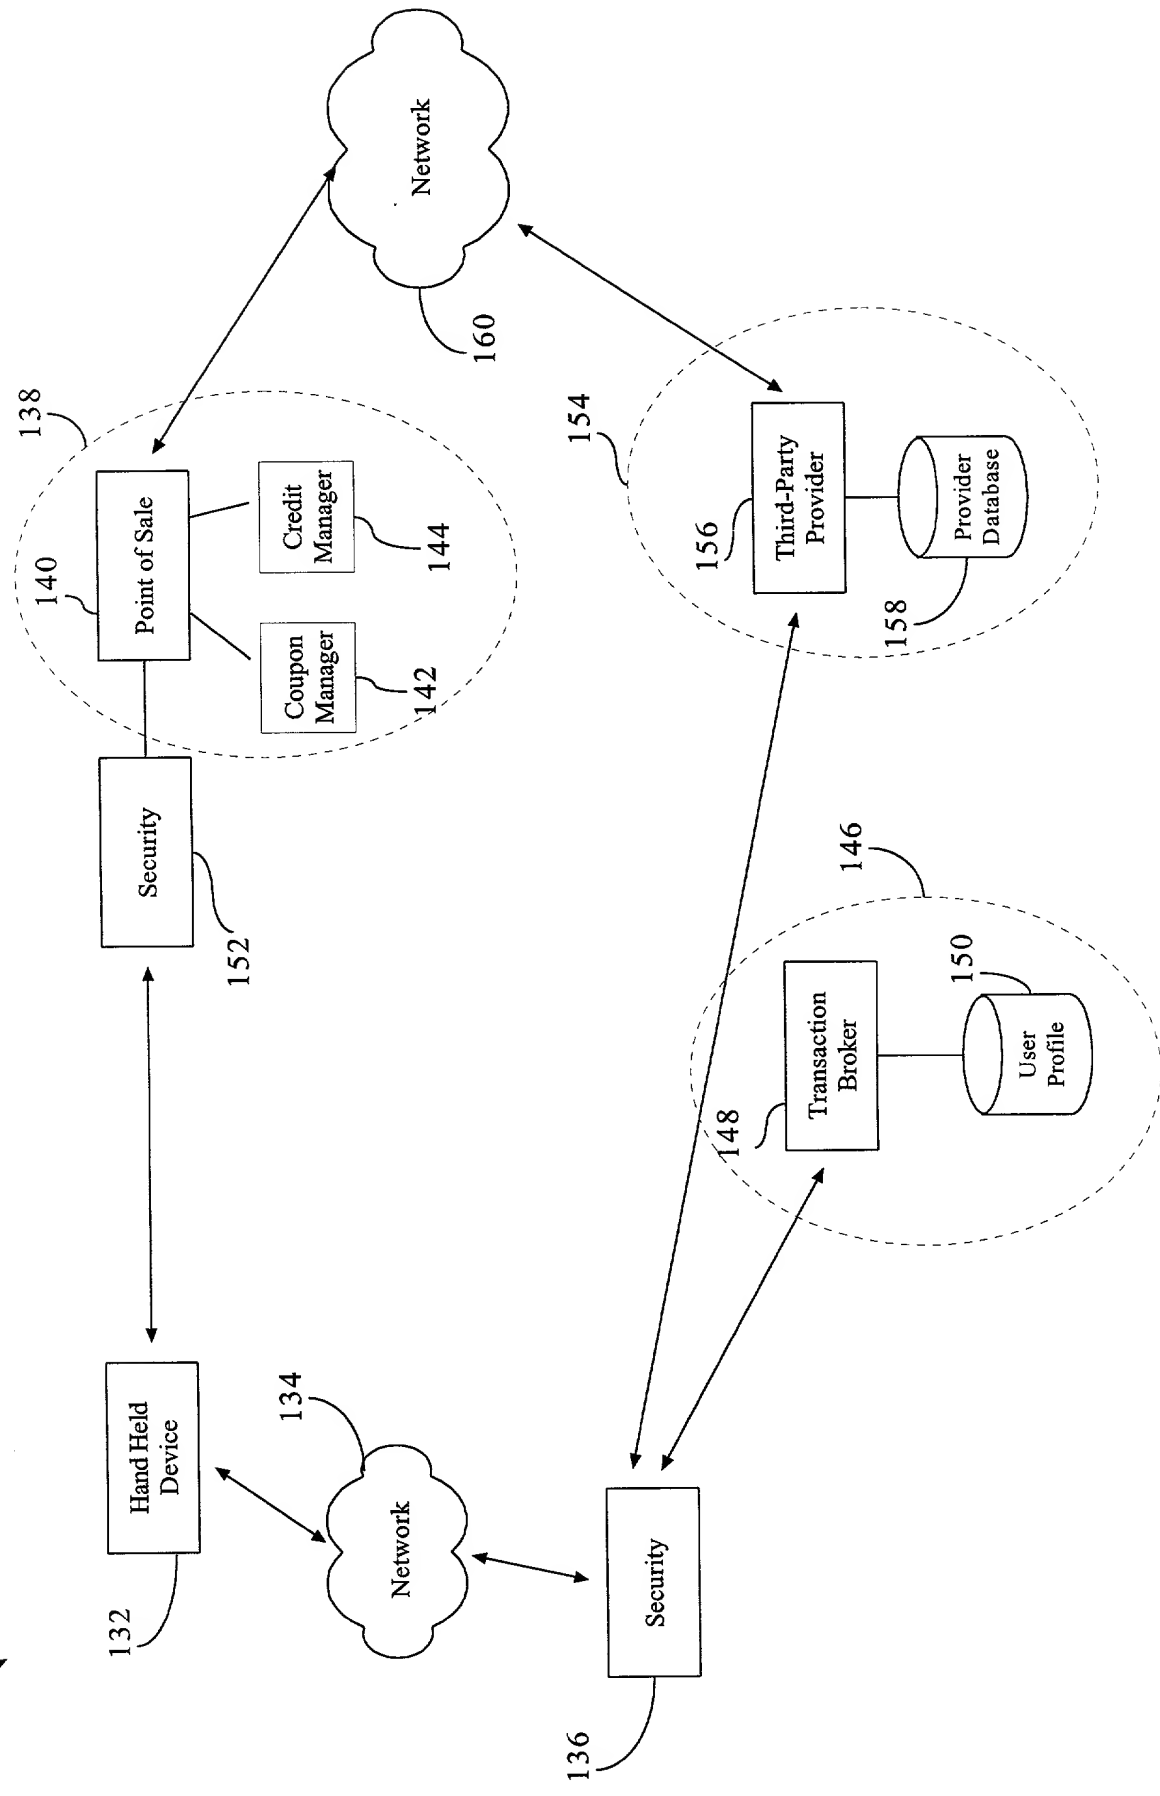 132
Hand Held
Device
134
Network
136
Security
152
Security
138
140
Point of Sale
142
Coupon
Manager
144
Credit
Manager
146
148
Transaction
Broker
150
User
Profile
154
156
Third-Party
Provider
158
Provider
Database
160
Network